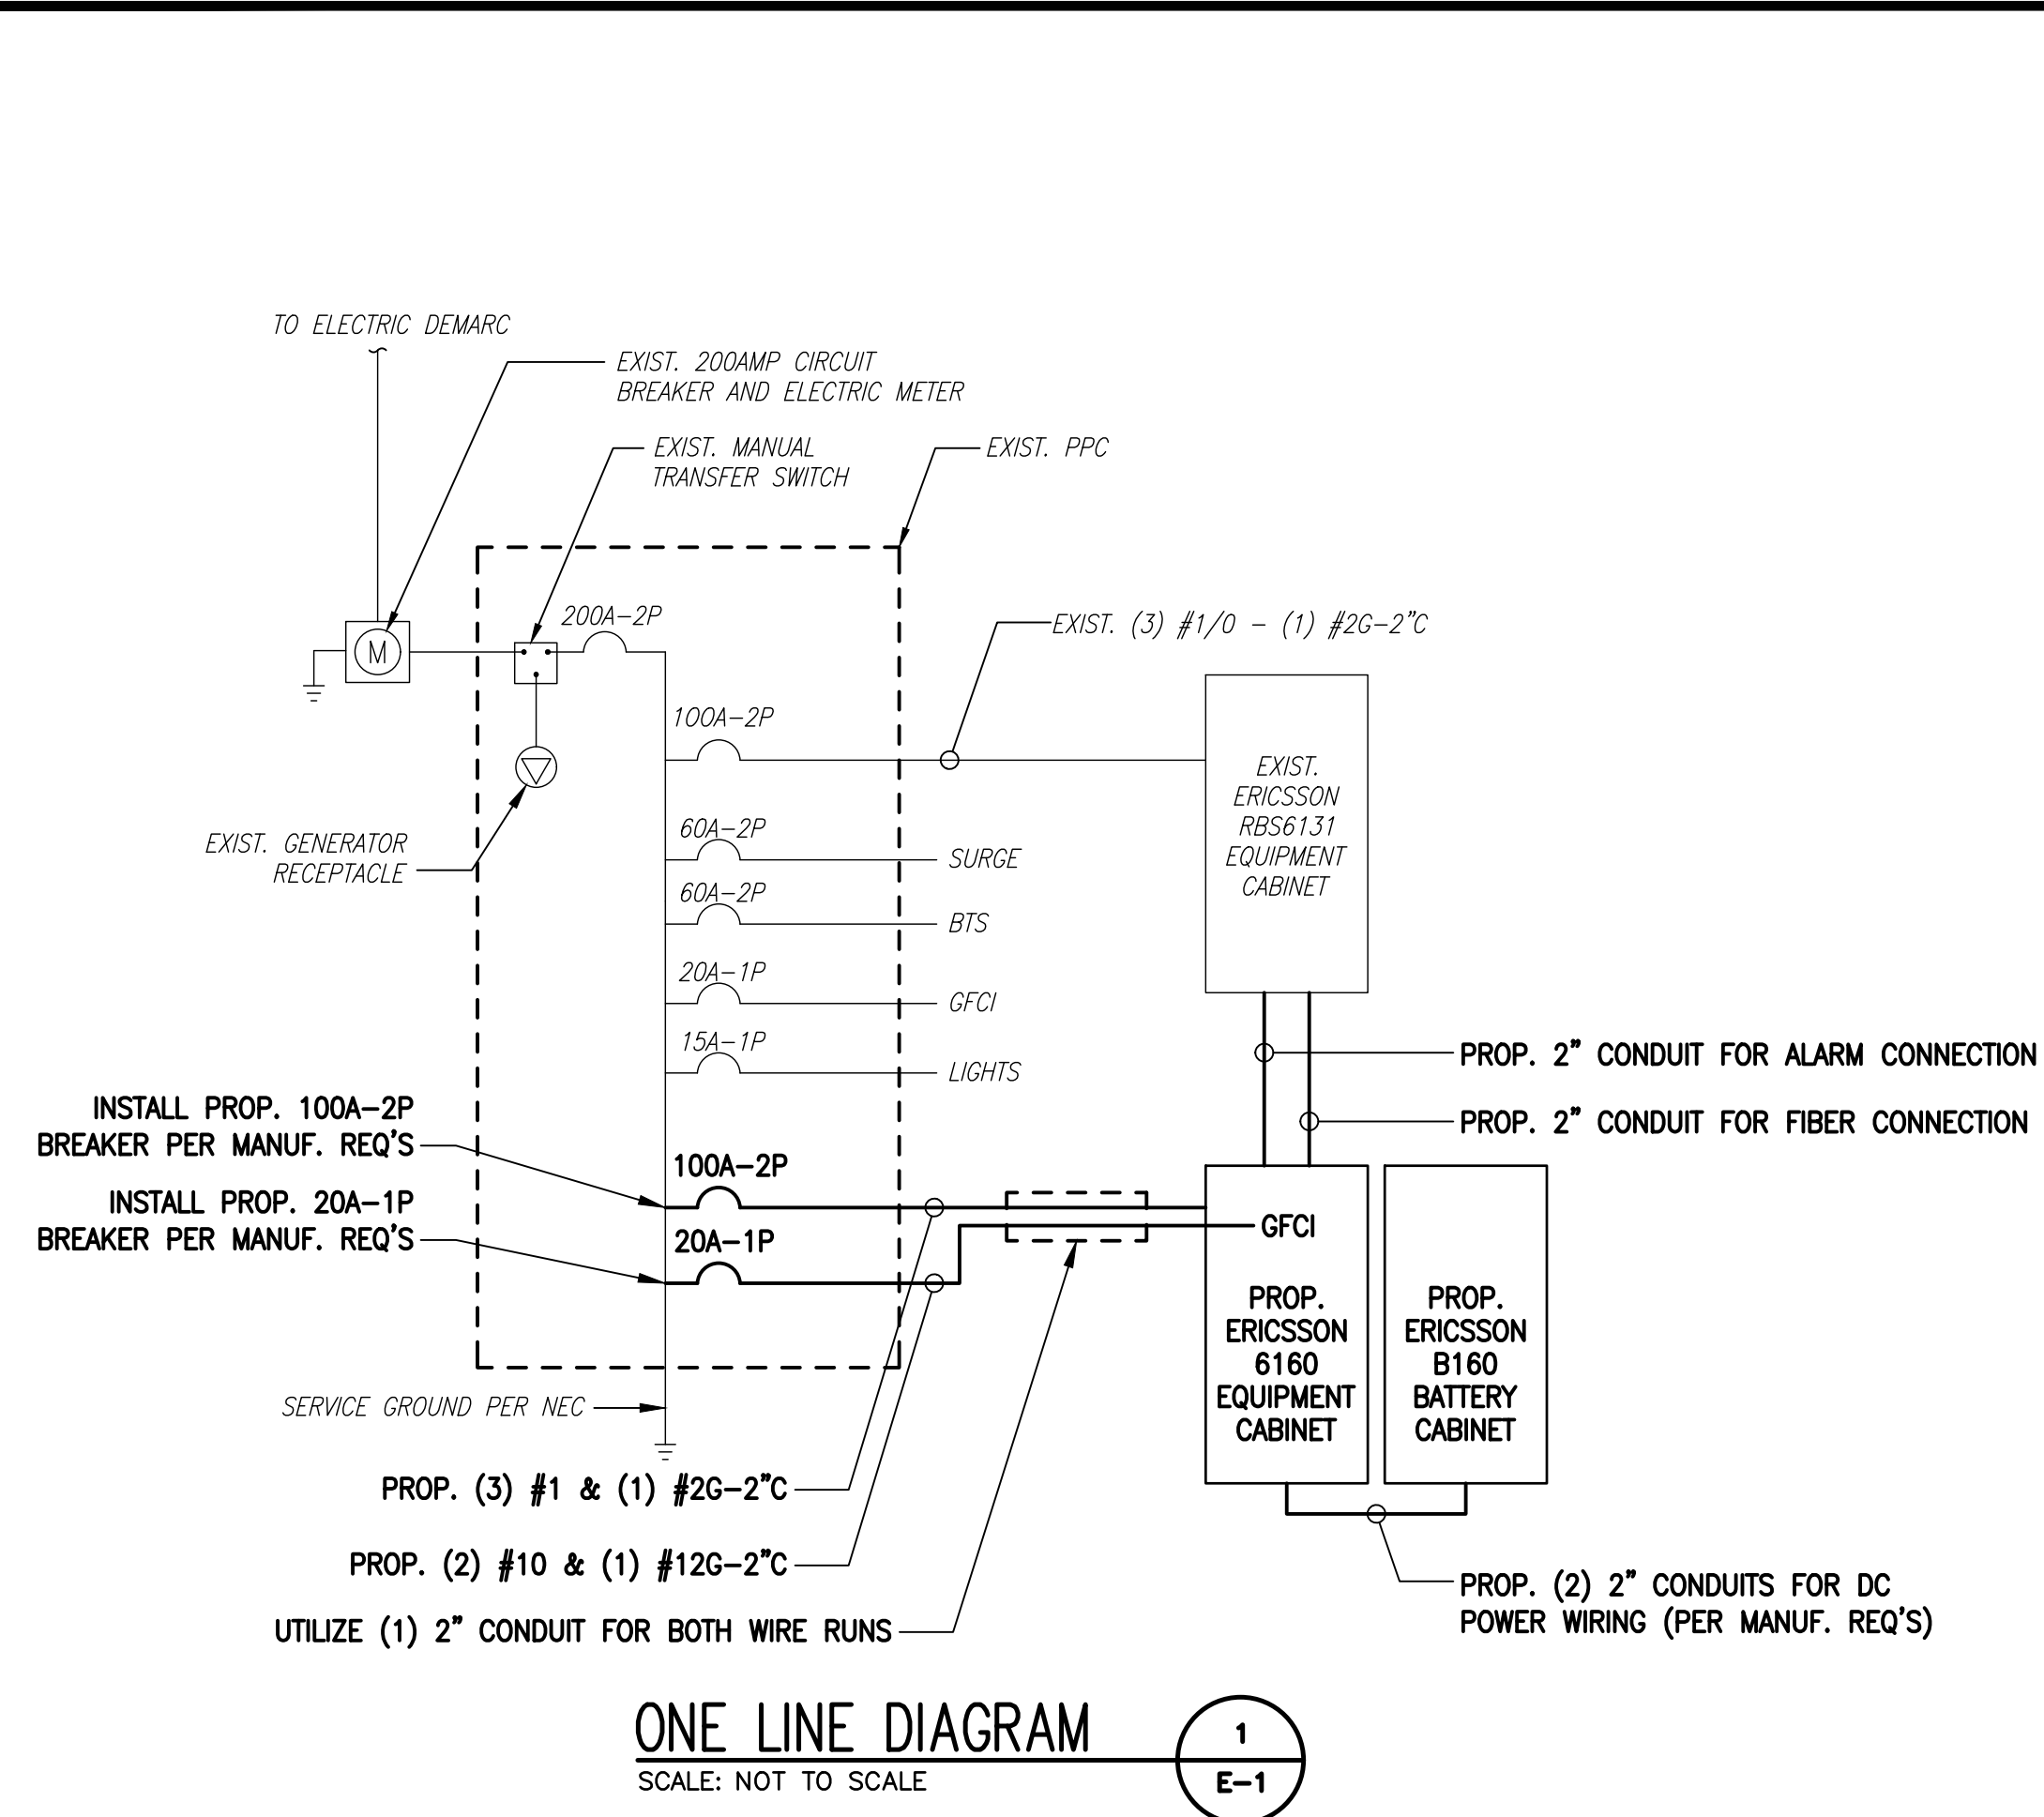 TO ELECTRIC DEMARC
EXIST. 200AMP CIRCUIT
BREAKER AND ELECTRIC METER
EXIST. MANUAL
TRANSFER SWITCH
EXIST. PPC
200A-2P
EXIST. (3) #1/0 - (1) #2G-2"C
M
100A-2P
EXIST.
ERICSSON
RBS6131
EQUIPMENT
CABINET
EXIST. GENERATOR
RECEPTACLE
60A-2P
SURGE
60A-2P
BTS
20A-1P
GFCI
15A-1P
LIGHTS
PROP. 2" CONDUIT FOR ALARM CONNECTION
PROP. 2" CONDUIT FOR FIBER CONNECTION
INSTALL PROP. 100A-2P
BREAKER PER MANUF. REQ'S
100A-2P
INSTALL PROP. 20A-1P
BREAKER PER MANUF. REQ'S
20A-1P
GFCI
PROP.
ERICSSON
6160
EQUIPMENT
CABINET
PROP.
ERICSSON
B160
BATTERY
CABINET
SERVICE GROUND PER NEC
PROP. (3) #1 & (1) #2G-2"C
PROP. (2) #10 & (1) #12G-2"C
UTILIZE (1) 2" CONDUIT FOR BOTH WIRE RUNS
PROP. (2) 2" CONDUITS FOR DC
POWER WIRING (PER MANUF. REQ'S)
ONE LINE DIAGRAM
SCALE: NOT TO SCALE
1
E-1